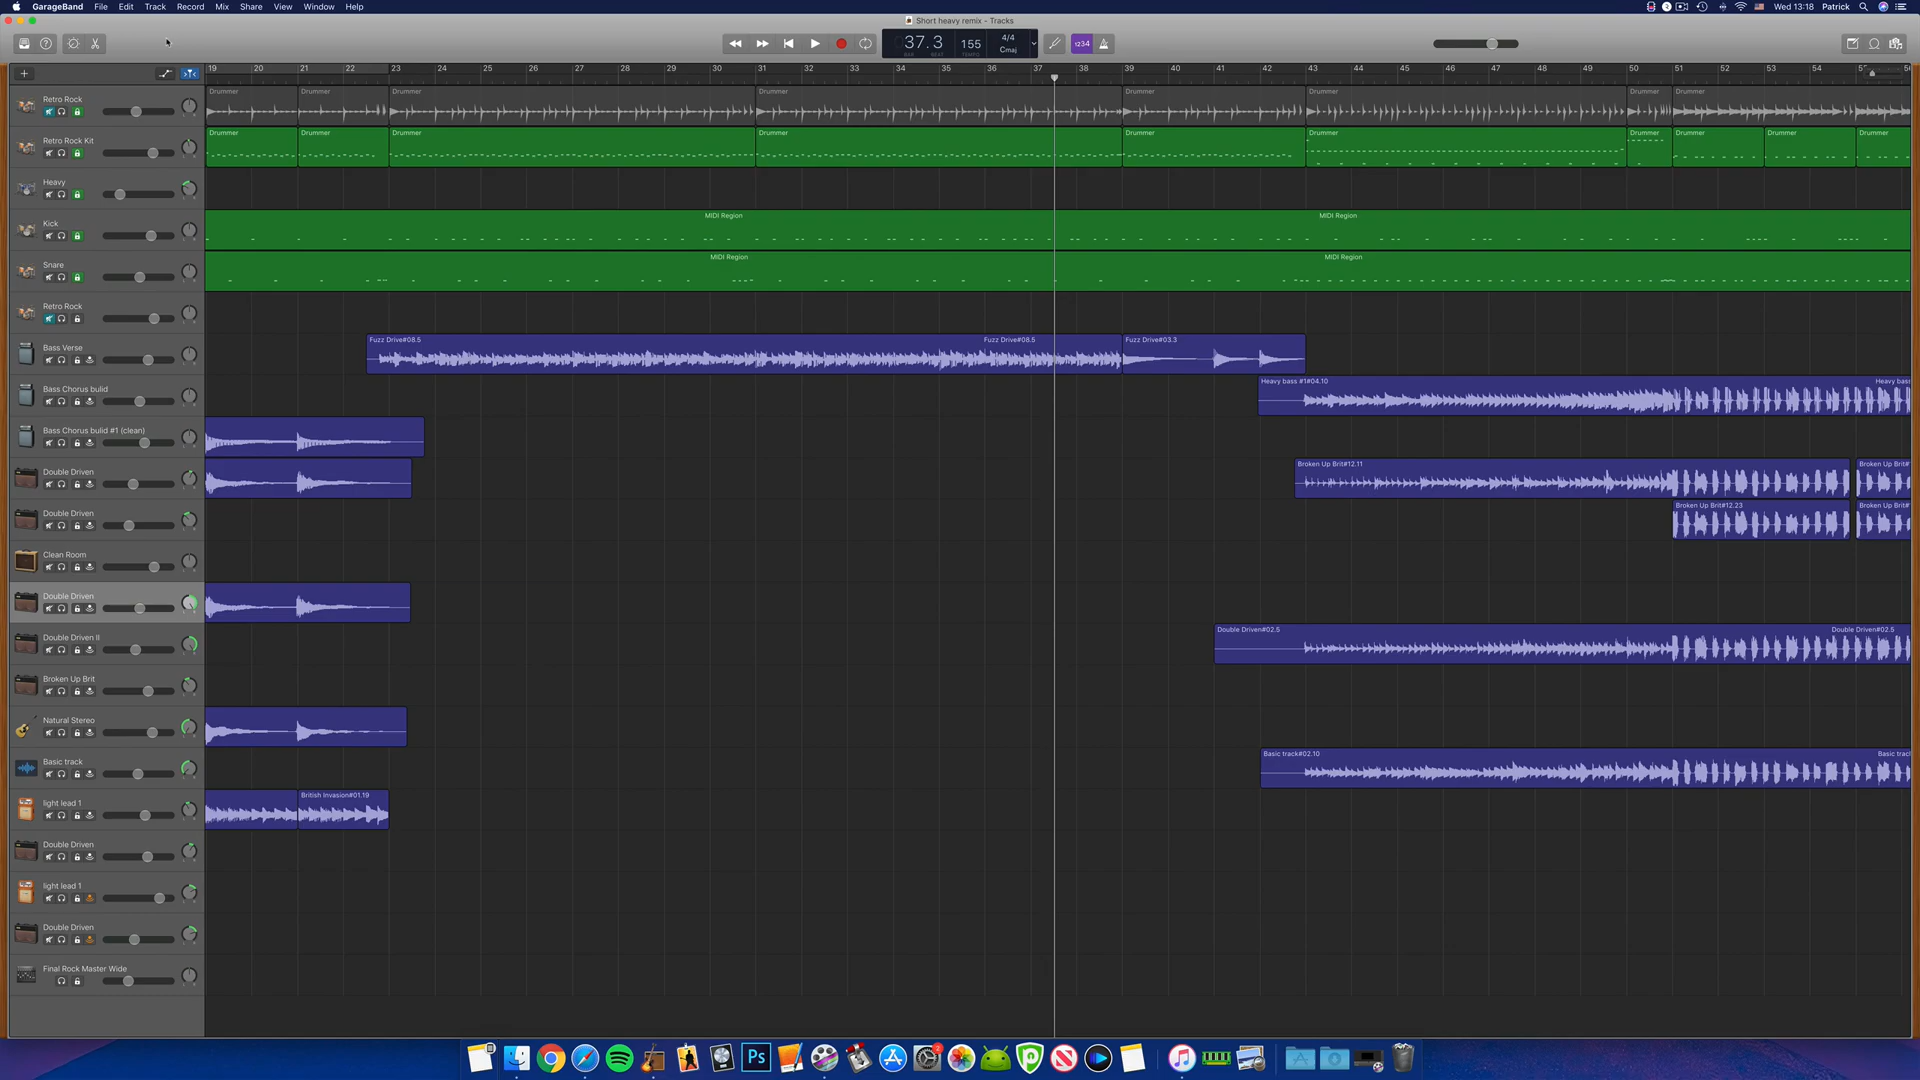 GarageBand File Edit Track Record Mix Share View Window Help Wed 13:18 Patrick
Short heavy remix - Tracks
37.3 155 4/4 Cmaj 1234
BAR BEAT TEMPO
19 20 21 22 23 24 25 26 27 28 29 30 31 32 33 34 35 36 37 38 39 40 41 42 43 44 45 46 47 48 49 50 51 52 53 54
Retro Rock
Drummer Drummer Drummer Drummer Drummer Drummer Drummer Drummer
Retro Rock Kit
Drummer Drummer Drummer Drummer Drummer Drummer Drummer Drummer Drummer Drummer
Heavy
Kick
MIDI Region MIDI Region
Snare
MIDI Region MIDI Region
Retro Rock
Bass Verse
Fuzz Drive#08.5 Fuzz Drive#08.5 Fuzz Drive#03.3
Bass Chorus bulid
Heavy bass #1#04.10 Heavy bass
Bass Chorus bulid #1 (clean)
Double Driven
Broken Up Brit#12.11 Broken Up Brit#
Double Driven
Broken Up Brit#12.23 Broken Up Brit#
Clean Room
Double Driven
Double Driven II
Double Driven#02.5 Double Driven#02.5
Broken Up Brit
Natural Stereo
Basic track
Basic track#02.10 Basic trac
light lead 1
British Invasion#01.19
Double Driven
light lead 1
Double Driven
Final Rock Master Wide
Ps